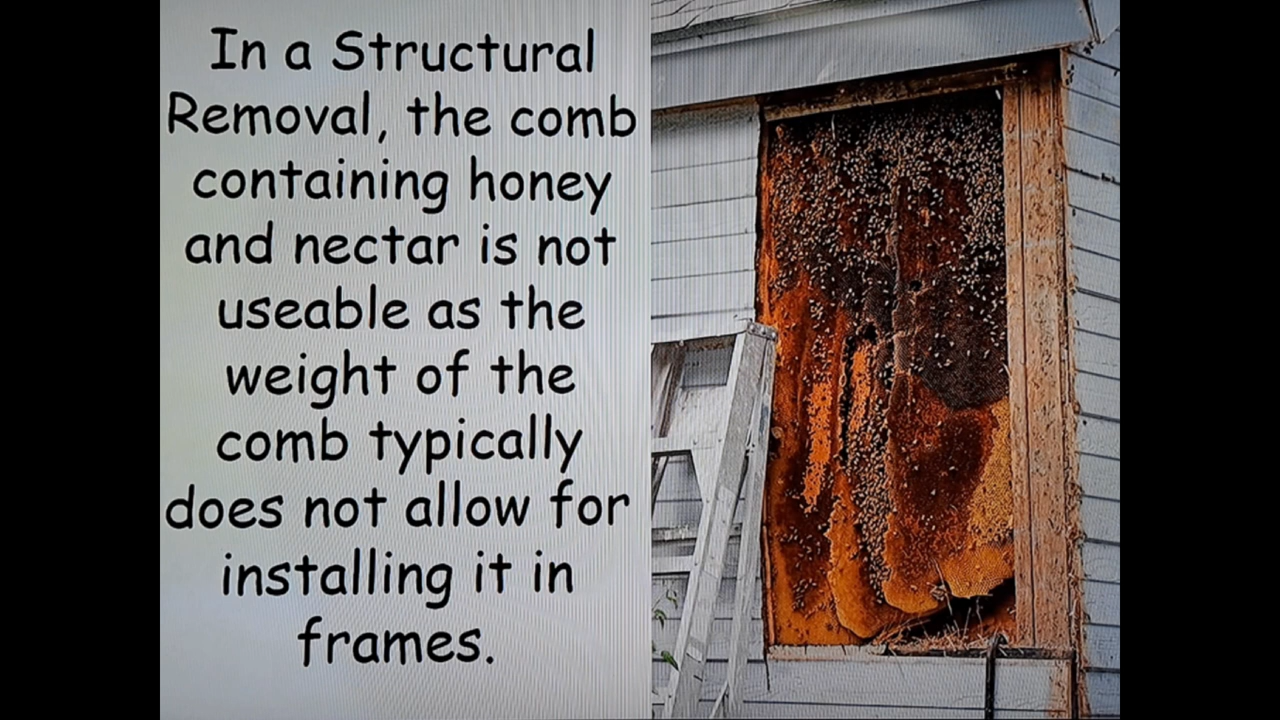 In a Structural
Removal, the comb
containing honey
and nectar is not
useable as the
weight of the
comb typically
does not allow for
installing it in
frames.